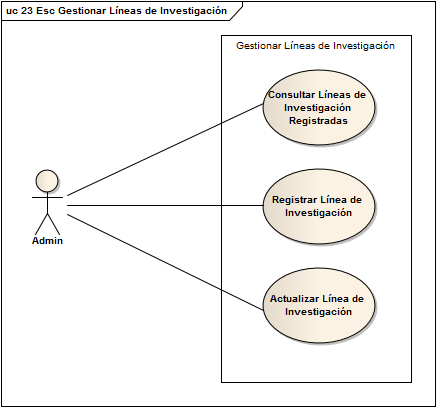 uc 23 Esc Gestionar Líneas de Investigación
Gestionar Líneas de Investigación
Consultar Líneas de
Investigación
Registradas
Registrar Línea de
Investigación
Admin
Actualizar Línea de
Investigación